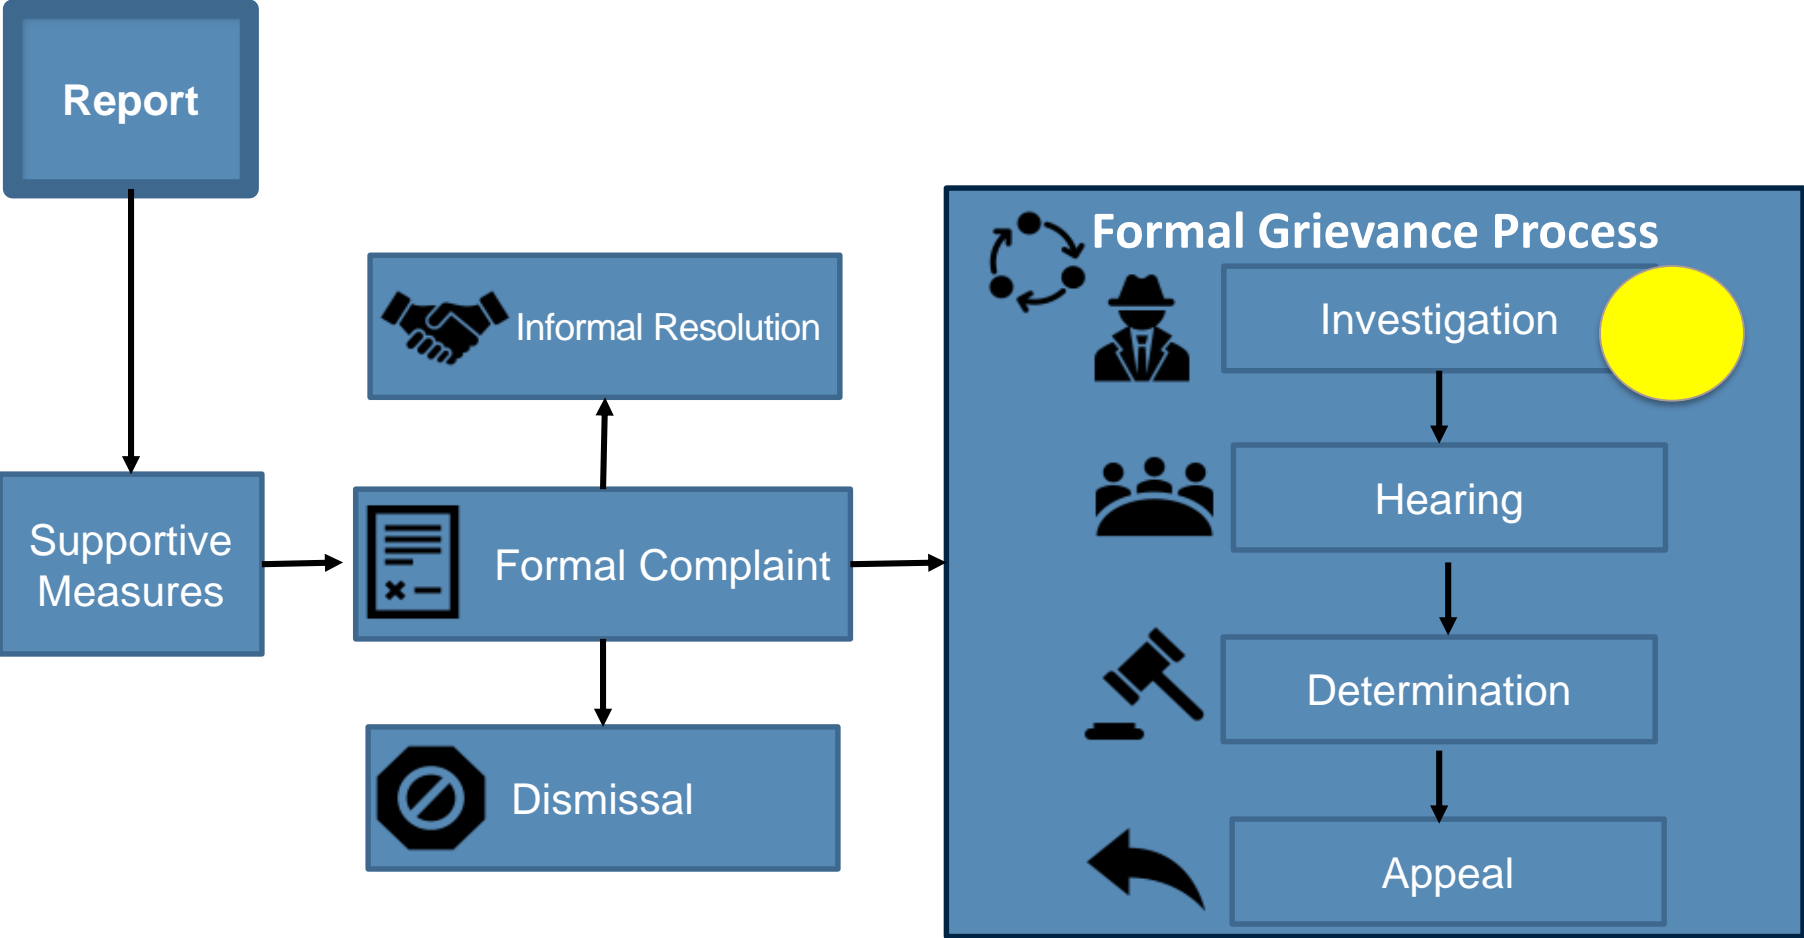 Report
Supportive
Measures
Informal Resolution
Formal Complaint
Dismissal
Formal Grievance Process
Investigation
Hearing
Determination
Appeal